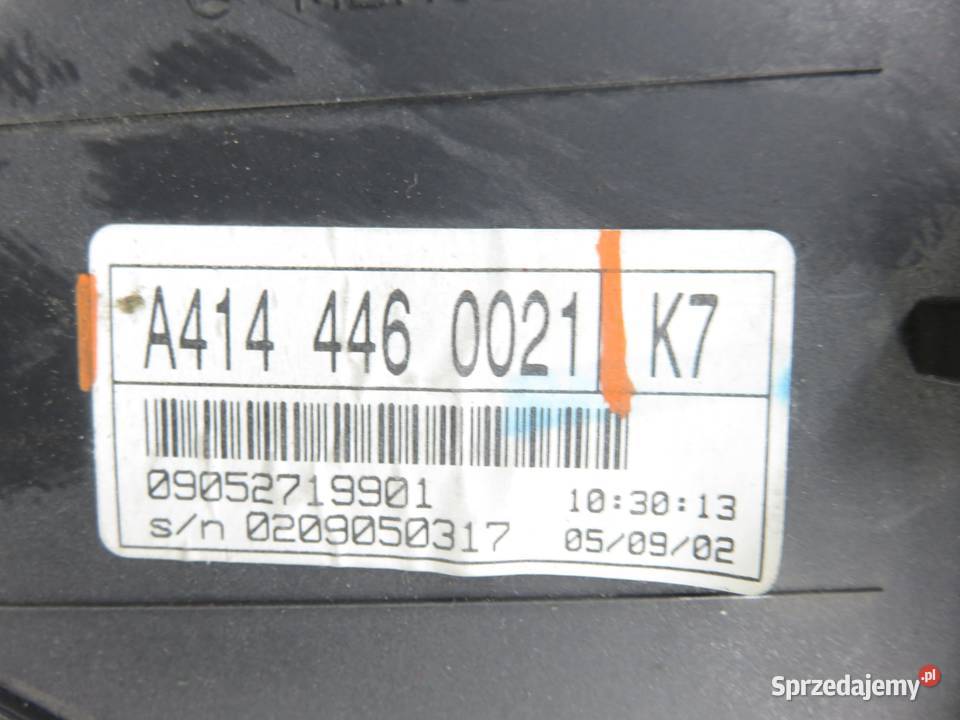 A414 446 0021 K7
09052719901 10:30:13
s/n 0209050317 05/09/02
Sprzedajemy.pl